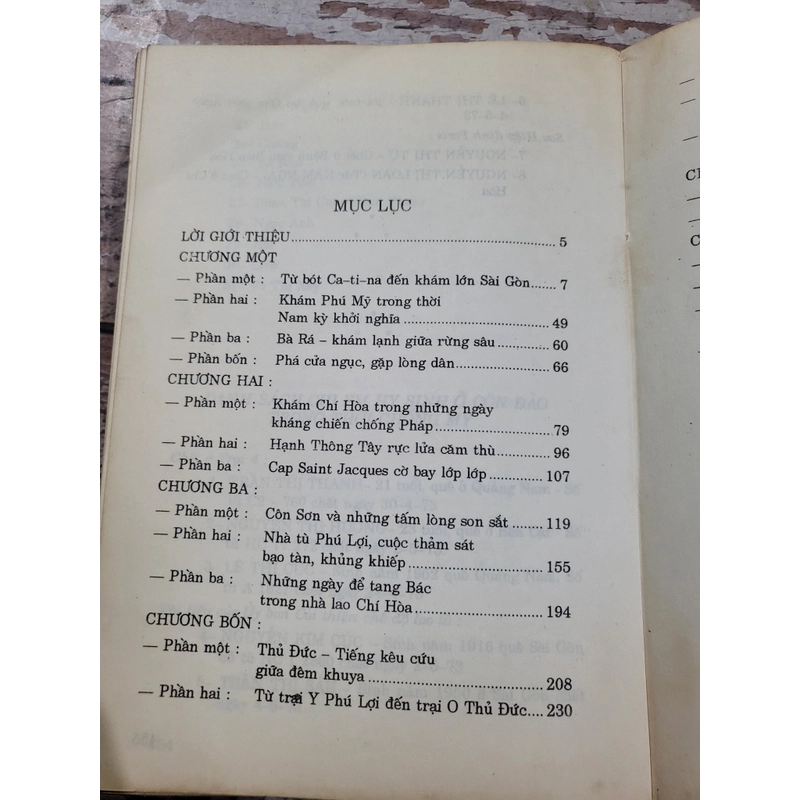 MỤC LỤC
LỜI GIỚI THIỆU................5
CHƯƠNG MỘT
— Phần một : Từ bót Ca-ti-na đến khám lớn Sài Gòn.......7
— Phần hai : Khám Phú Mỹ trong thời
Nam kỳ khởi nghĩa................49
— Phần ba : Bà Rá – khám lạnh giữa rừng sâu................60
— Phần bốn : Phá cửa ngục, gặp lòng dân................66
CHƯƠNG HAI :
— Phần một : Khám Chí Hòa trong những ngày
kháng chiến chống Pháp................79
— Phần hai : Hạnh Thông Tây rực lửa căm thù................96
— Phần ba : Cap Saint Jacques cờ bay lớp lớp................107
CHƯƠNG BA :
— Phần một : Côn Sơn và những tấm lòng son sắt........119
— Phần hai : Nhà tù Phú Lợi, cuộc thảm sát
bạo tàn, khủng khiếp................155
— Phần ba : Những ngày để tang Bác
trong nhà lao Chí Hòa................194
CHƯƠNG BỐN :
— Phần một : Thủ Đức – Tiếng kêu cứu
giữa đêm khuya................208
— Phần hai : Từ trại Y Phú Lợi đến trại O Thủ Đức....230